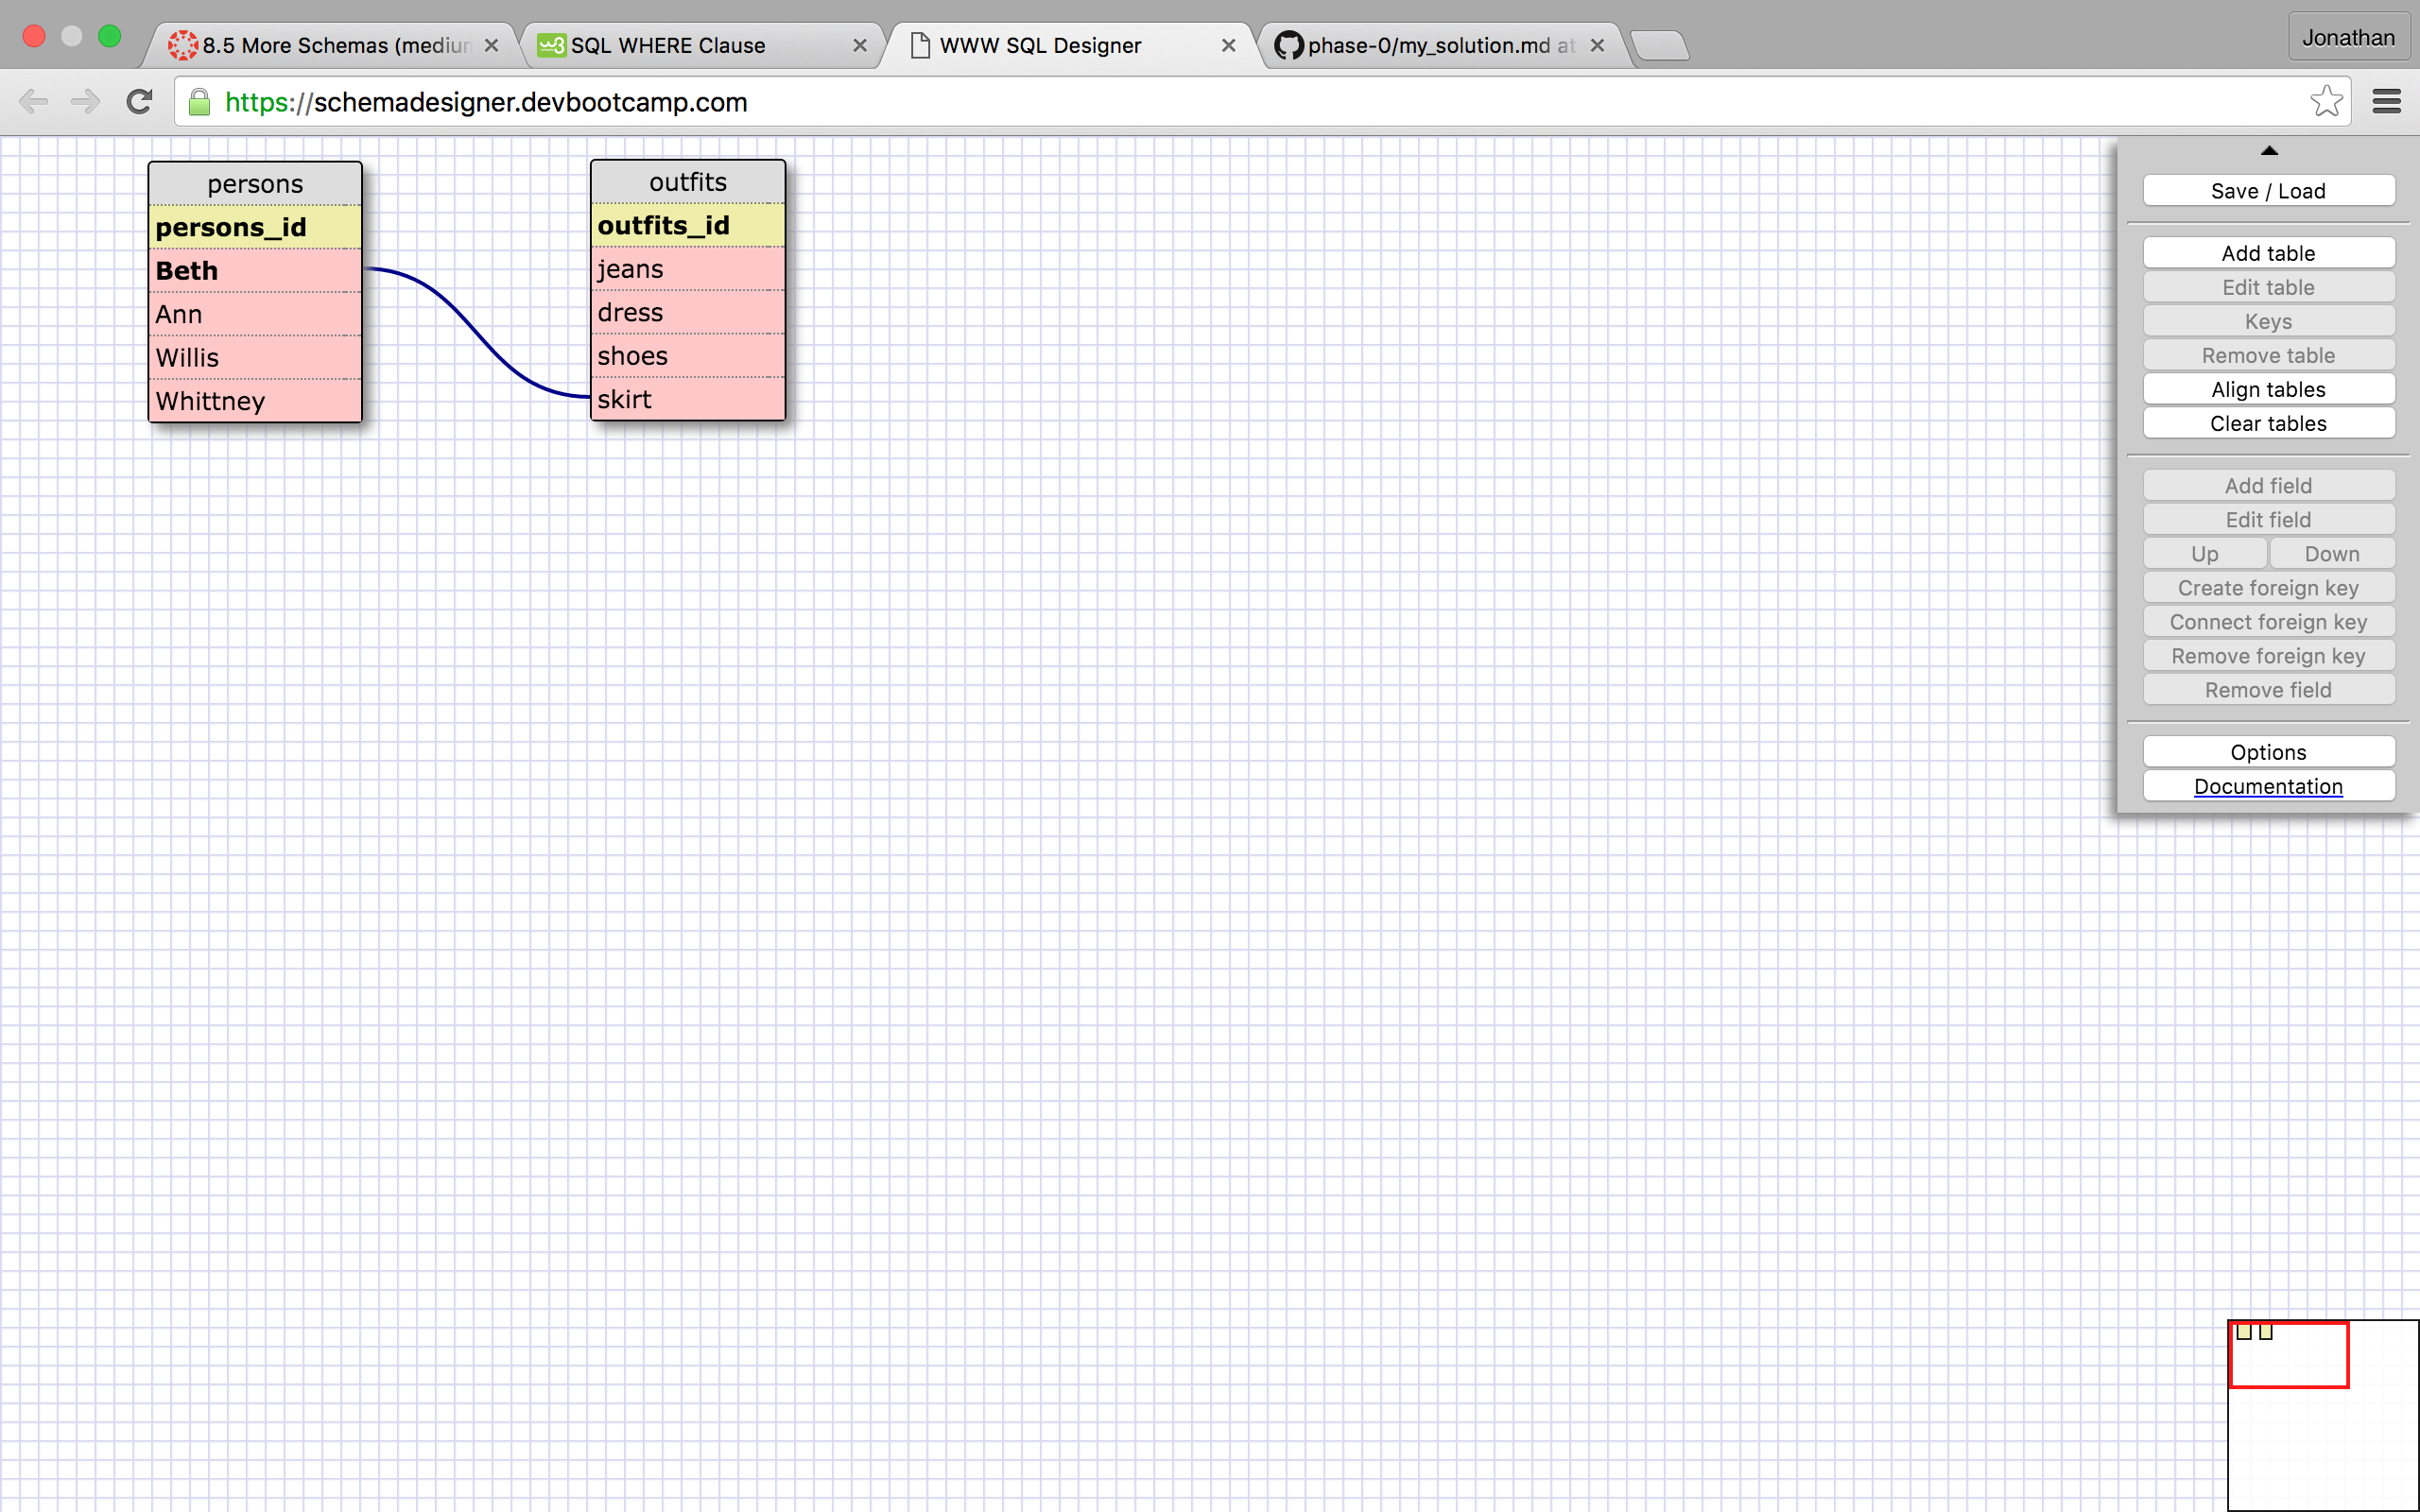 8.5 More Schemas (medium
SQL WHERE Clause
WWW SQL Designer
phase-0/my_solution.md at
Jonathan
https://schemadesigner.devbootcamp.com
persons
persons_id
Beth
Ann
Willis
Whittney
outfits
outfits_id
jeans
dress
shoes
skirt
Save / Load
Add table
Edit table
Keys
Remove table
Align tables
Clear tables
Add field
Edit field
Up Down
Create foreign key
Connect foreign key
Remove foreign key
Remove field
Options
Documentation